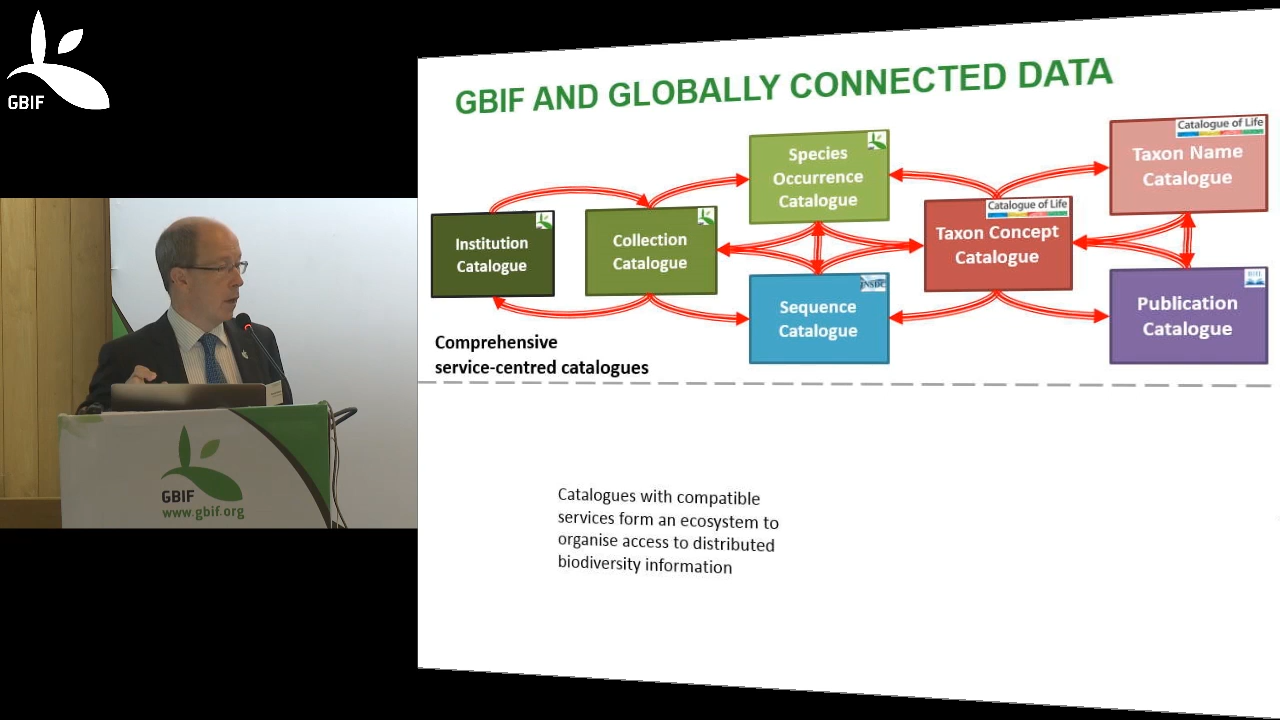 GBIF
GBIF AND GLOBALLY CONNECTED DATA
Institution
Catalogue
Collection
Catalogue
Species
Occurrence
Catalogue
Sequence
Catalogue
INSDC
Catalogue of Life
Taxon Concept
Catalogue
Catalogue of Life
Taxon Name
Catalogue
BHL
Publication
Catalogue
Comprehensive
service-centred catalogues
Catalogues with compatible
services form an ecosystem to
organise access to distributed
biodiversity information
GBIF
www.gbif.org